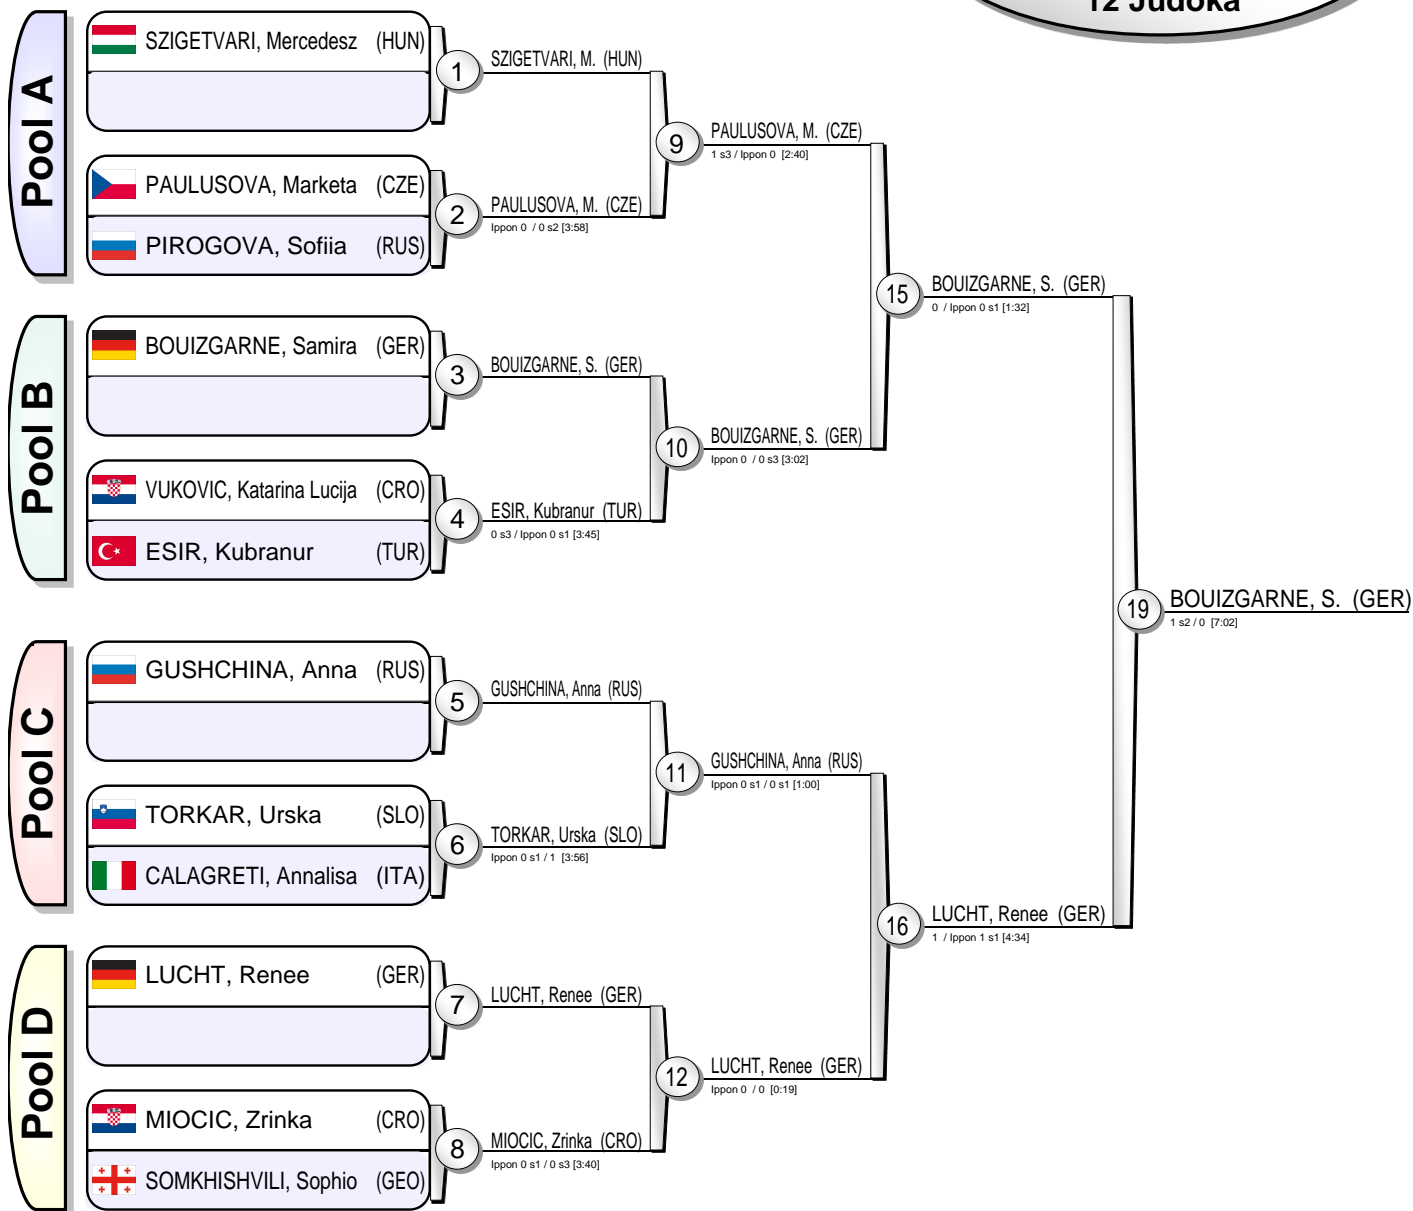 12 Judoka
Pool A
SZIGETVARI, Mercedesz (HUN)
1
SZIGETVARI, M. (HUN)
PAULUSOVA, Marketa (CZE)
PIROGOVA, Sofiia (RUS)
2
PAULUSOVA, M. (CZE)
Ippon 0 / 0 s2 [3:58]
9
PAULUSOVA, M. (CZE)
1 s3 / Ippon 0 [2:40]
Pool B
BOUIZGARNE, Samira (GER)
3
BOUIZGARNE, S. (GER)
VUKOVIC, Katarina Lucija (CRO)
ESIR, Kubranur (TUR)
4
ESIR, Kubranur (TUR)
0 s3 / Ippon 0 s1 [3:45]
10
BOUIZGARNE, S. (GER)
Ippon 0 / 0 s3 [3:02]
15
BOUIZGARNE, S. (GER)
0 / Ippon 0 s1 [1:32]
Pool C
GUSHCHINA, Anna (RUS)
5
GUSHCHINA, Anna (RUS)
TORKAR, Urska (SLO)
CALAGRETI, Annalisa (ITA)
6
TORKAR, Urska (SLO)
Ippon 0 s1 / 1 [3:56]
11
GUSHCHINA, Anna (RUS)
Ippon 0 s1 / 0 s1 [1:00]
Pool D
LUCHT, Renee (GER)
7
LUCHT, Renee (GER)
MIOCIC, Zrinka (CRO)
SOMKHISHVILI, Sophio (GEO)
8
MIOCIC, Zrinka (CRO)
Ippon 0 s1 / 0 s3 [3:40]
12
LUCHT, Renee (GER)
Ippon 0 / 0 [0:19]
16
LUCHT, Renee (GER)
1 / Ippon 1 s1 [4:34]
19
BOUIZGARNE, S. (GER)
1 s2 / 0 [7:02]